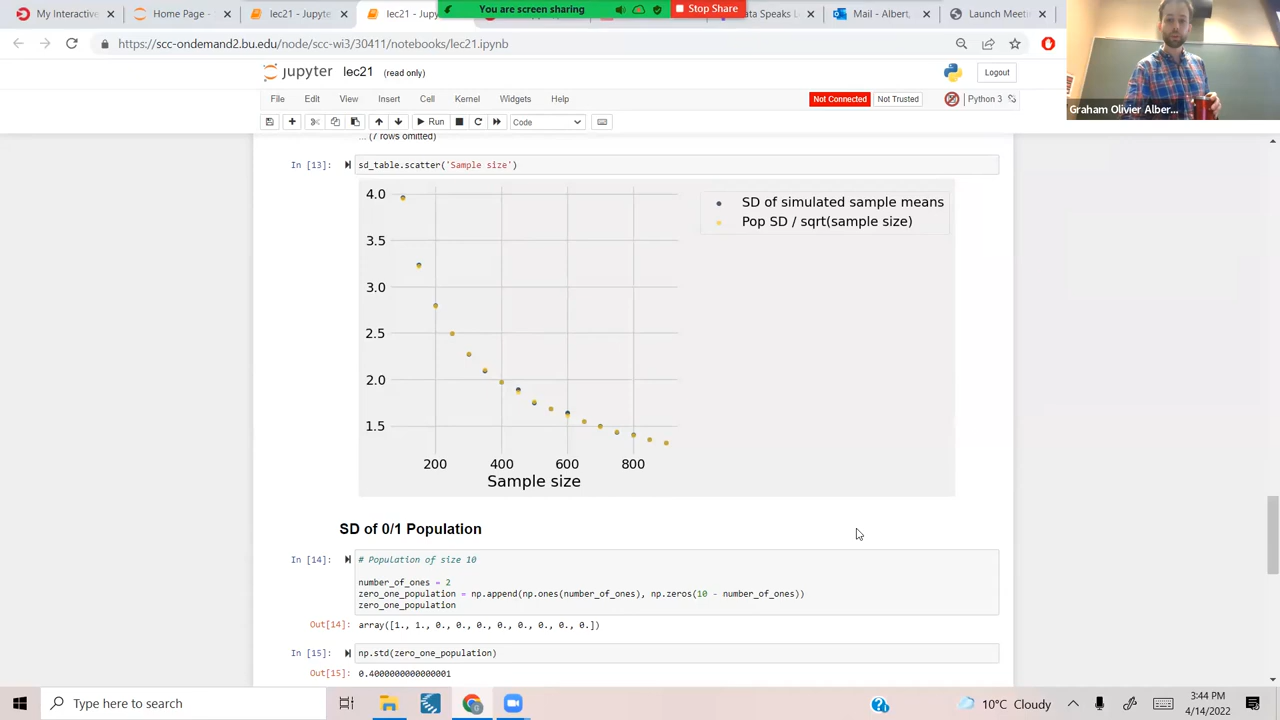 lec21 - Jupyte
You are screen sharing
Stop Share
My Interactive
Home Page -
lec21 - Jupyte
lec21 - Jupyte
ata Speaks L
Mail - Albert,
Launch Meeti
https://scc-ondemand2.bu.edu/node/scc-wi3/30411/notebooks/lec21.ipynb
Graham Olivier Alber...
jupyter lec21 (read only)
Logout
File Edit View Insert Cell Kernel Widgets Help
Not Connected Not Trusted Python 3
Run Code
... (7 rows omitted)
In [13]: sd_table.scatter('Sample size')
4.0
3.5
3.0
2.5
2.0
1.5
200 400 600 800
Sample size
SD of simulated sample means
Pop SD / sqrt(sample size)
SD of 0/1 Population
In [14]: # Population of size 10
number_of_ones = 2
zero_one_population = np.append(np.ones(number_of_ones), np.zeros(10 - number_of_ones))
zero_one_population
Out[14]: array([1., 1., 0., 0., 0., 0., 0., 0., 0., 0.])
In [15]: np.std(zero_one_population)
Out[15]: 0.4000000000000001
Type here to search
10°C Cloudy
3:44 PM
4/14/2022